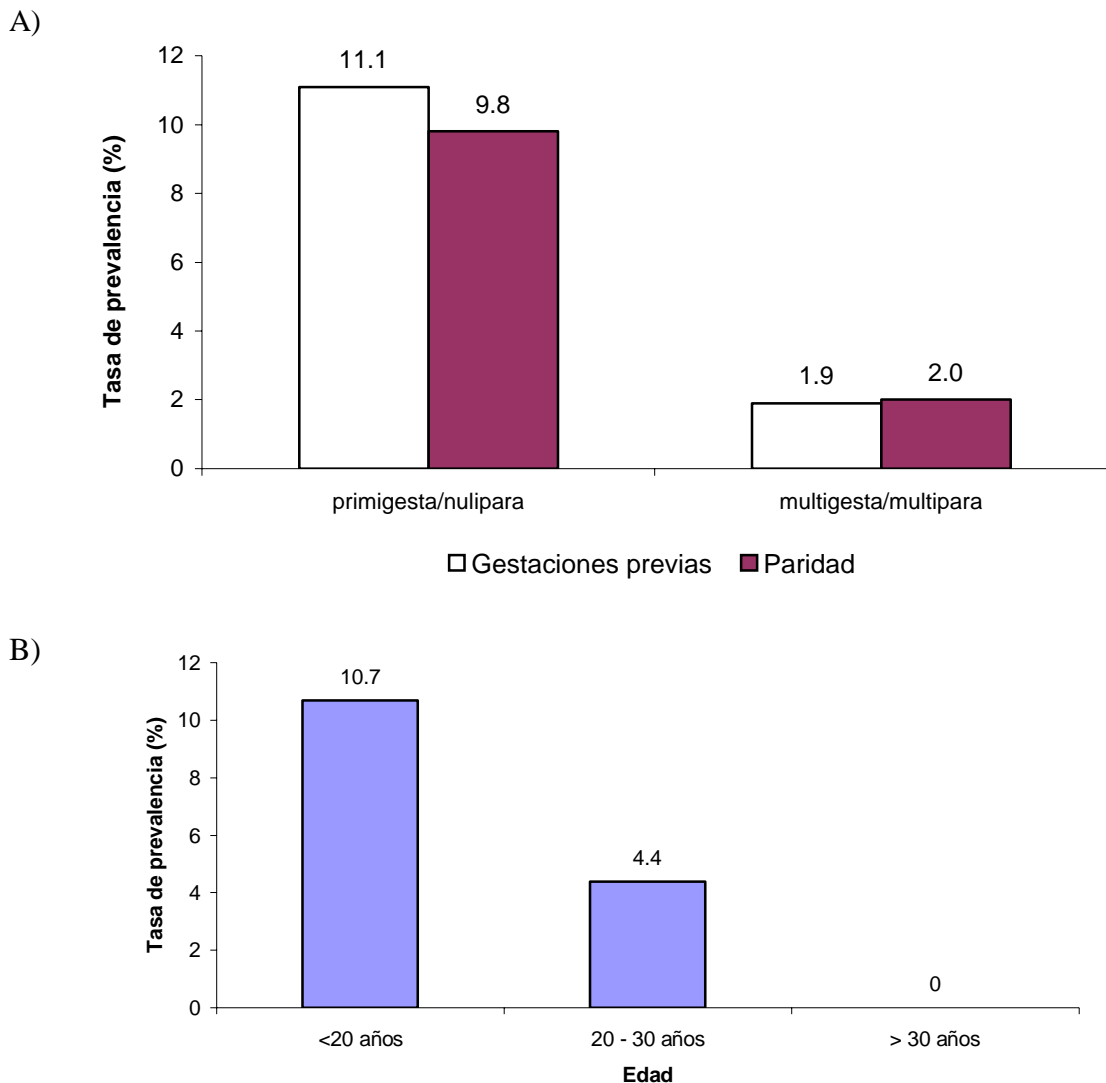 A)
Tasa de prevalencia (%)
12
10
8
6
4
2
0
11.1
9.8
1.9
2.0
primigesta/nulipara
multigesta/multipara
Gestaciones previas
Paridad
B)
Tasa de prevalencia (%)
12
10
8
6
4
2
0
10.7
4.4
0
<20 años
20 - 30 años
> 30 años
Edad